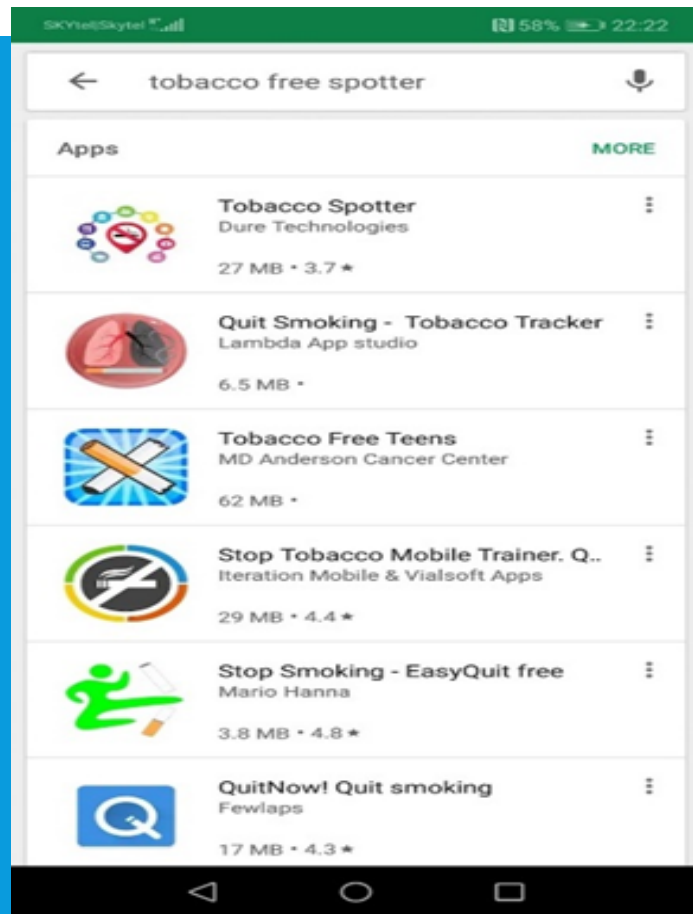 SKYtel|Skytel 58% 22:22
tobacco free spotter
Apps MORE
Tobacco Spotter
Dure Technologies
27 MB • 3.7 ★
Quit Smoking - Tobacco Tracker
Lambda App studio
6.5 MB •
Tobacco Free Teens
MD Anderson Cancer Center
62 MB •
Stop Tobacco Mobile Trainer. Q..
Iteration Mobile & Vialsoft Apps
29 MB • 4.4 ★
Stop Smoking - EasyQuit free
Mario Hanna
3.8 MB • 4.8 ★
QuitNow! Quit smoking
Fewlaps
17 MB • 4.3 ★